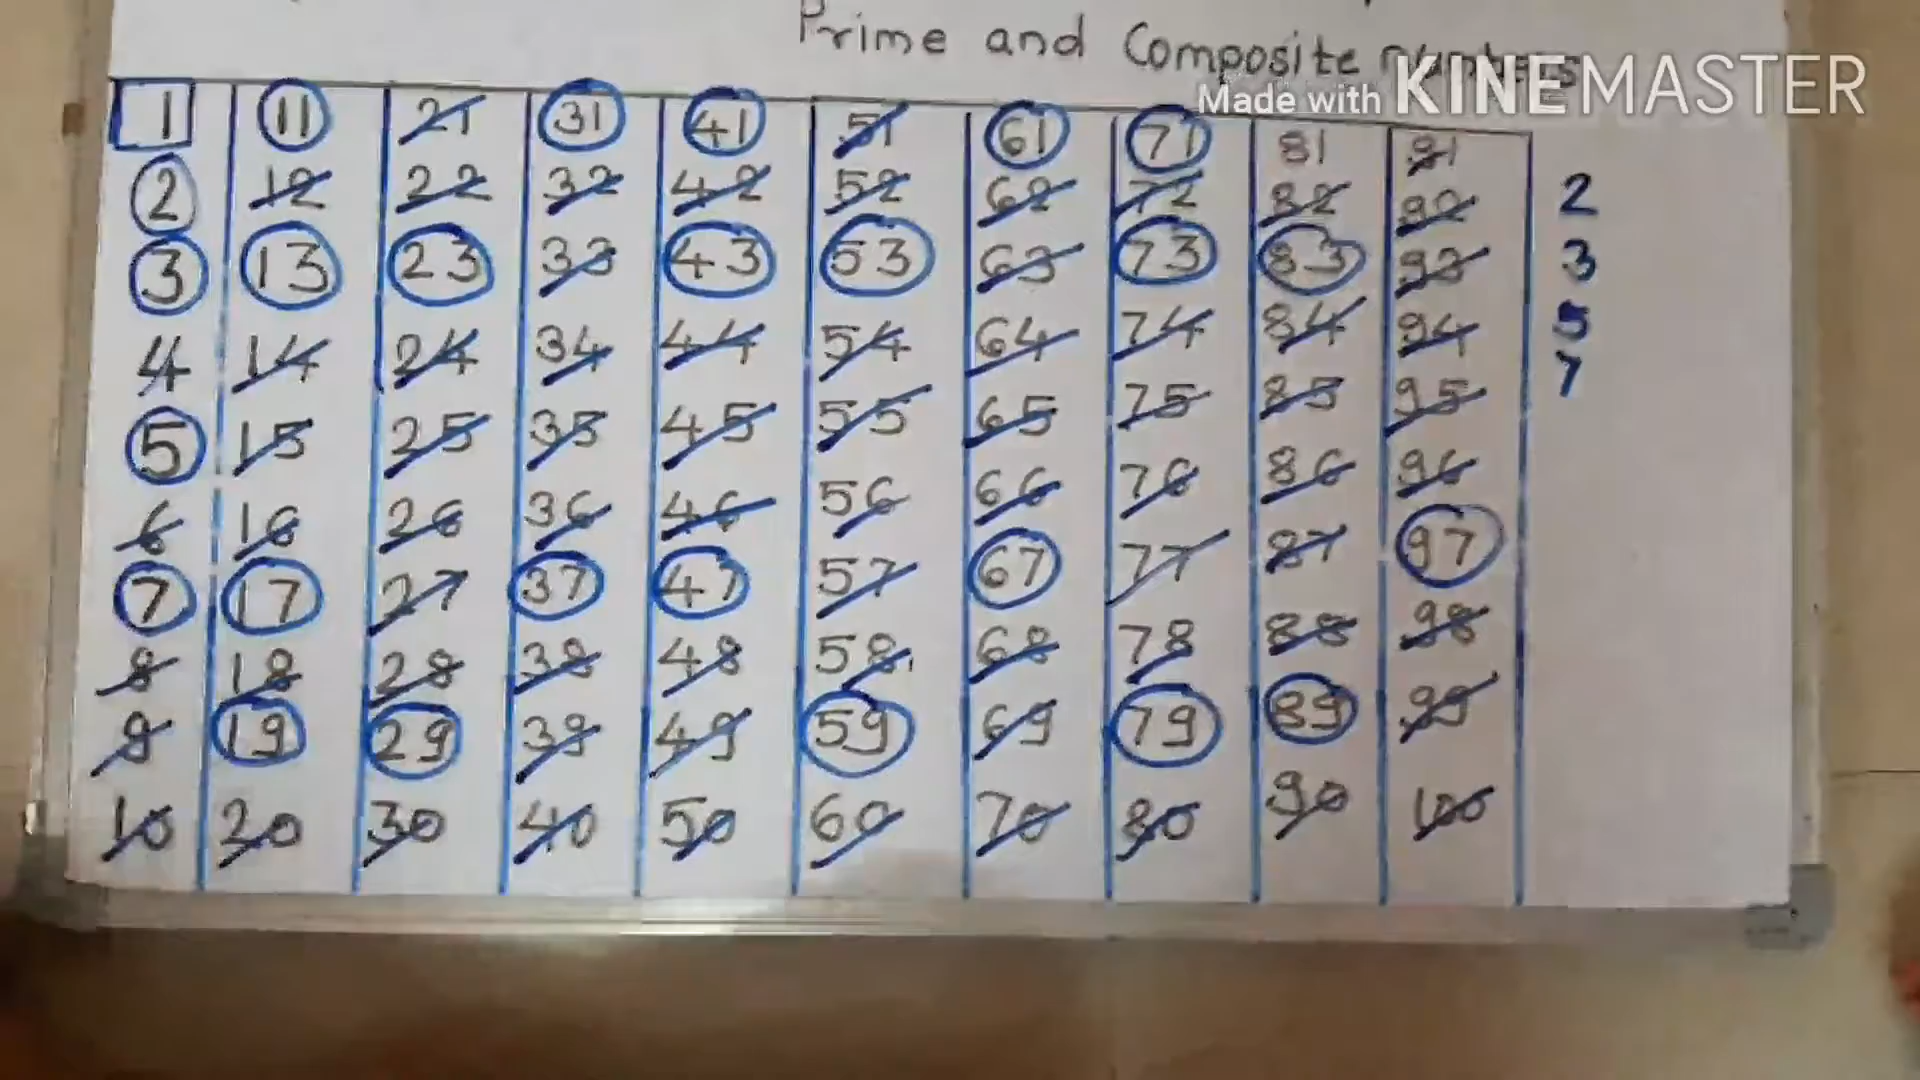 Prime and Composite numbers
Made with KINEMASTER
1 11 21 31 41 51 61 71 81 91
2 12 22 32 42 52 62 72 82 92 2
3 13 23 33 43 53 63 73 83 93 3
4 14 24 34 44 54 64 74 84 94 5
5 15 25 35 45 55 65 75 85 95 7
6 16 26 36 46 56 66 76 86 96
7 17 27 37 47 57 67 77 87 97
8 18 28 38 48 58 68 78 88 98
9 19 29 39 49 59 69 79 89 99
10 20 30 40 50 60 70 80 90 100